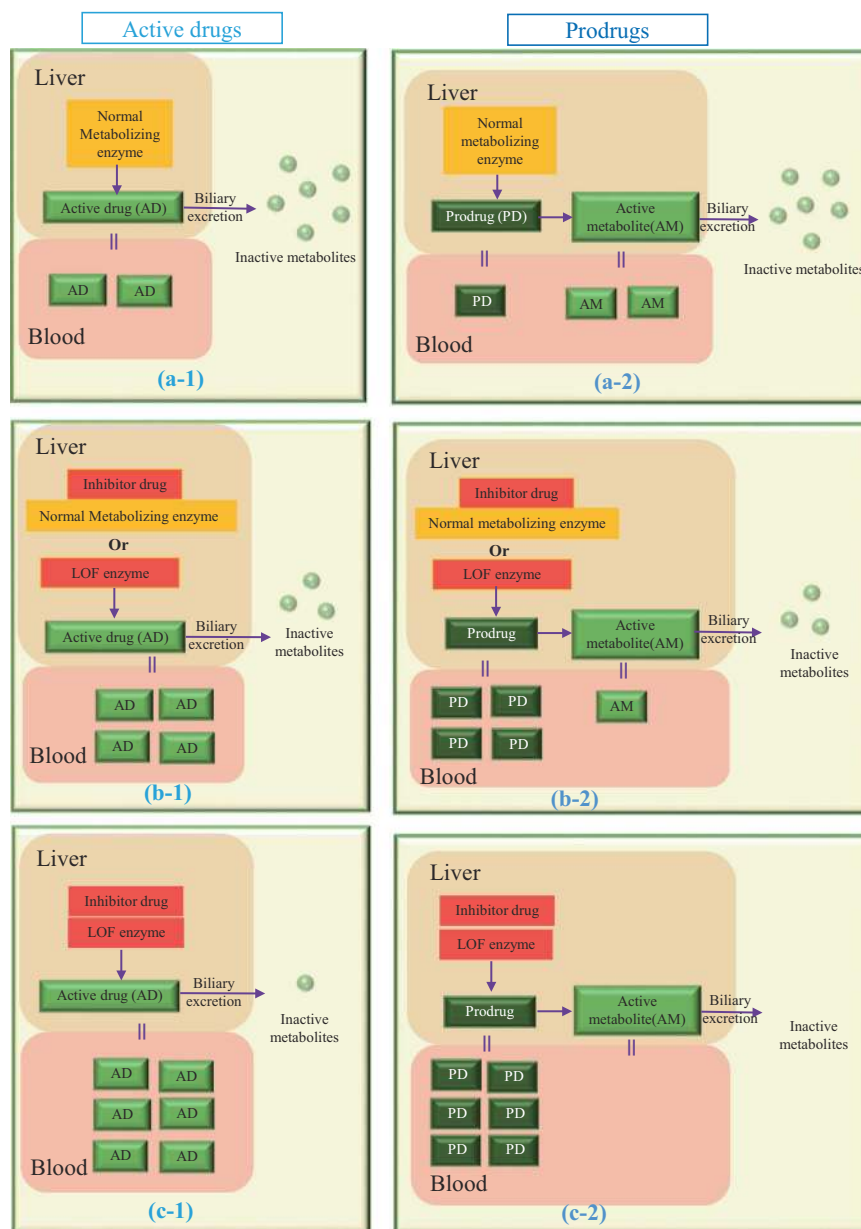 Active drugs
Prodrugs
Liver
Normal
Metabolizing
enzyme
Active drug (AD)
Biliary
excretion
Inactive metabolites
AD AD
Blood
(a-1)
Liver
Normal
metabolizing
enzyme
Prodrug (PD)
Active
metabolite(AM)
Biliary
excretion
Inactive metabolites
PD
AM AM
Blood
(a-2)
Liver
Inhibitor drug
Normal Metabolizing enzyme
Or
LOF enzyme
Active drug (AD)
Biliary
excretion
Inactive
metabolites
AD AD
AD AD
Blood
(b-1)
Liver
Inhibitor drug
Normal metabolizing enzyme
Or
LOF enzyme
Prodrug
Active
metabolite(AM)
Biliary
excretion
Inactive
metabolites
PD PD
AM
PD PD
Blood
(b-2)
Liver
Inhibitor drug
LOF enzyme
Active drug (AD)
Biliary
excretion
Inactive
metabolites
AD AD
AD AD
AD AD
Blood
(c-1)
Liver
Inhibitor drug
LOF enzyme
Prodrug
Active
metabolite(AM)
Biliary
excretion
Inactive
metabolites
PD PD
PD PD
PD PD
Blood
(c-2)